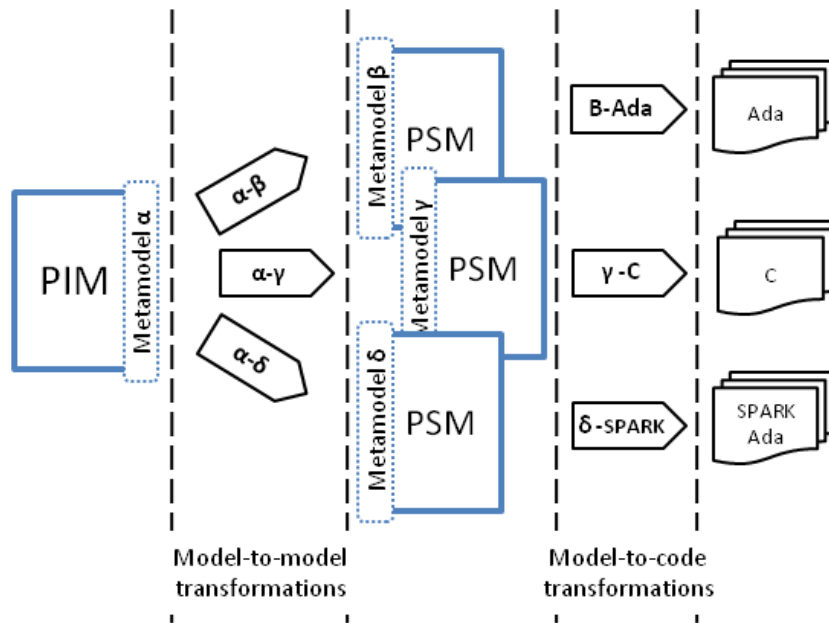 PIM
Metamodel α
α-β
α-γ
α-δ
Model-to-model
transformations
Metamodel β
PSM
Metamodel γ
PSM
Metamodel δ
PSM
B-Ada
γ -C
δ -SPARK
Model-to-code
transformations
Ada
C
SPARK
Ada